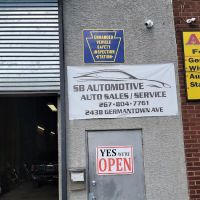 ENHANCED
VEHICLE
SAFETY
INSPECTION
STATION
SB AUTOMOTIVE
AUTO SALES / SERVICE
267-804-7761
2438 GERMANTOWN AVE
YES WE'RE
OPEN